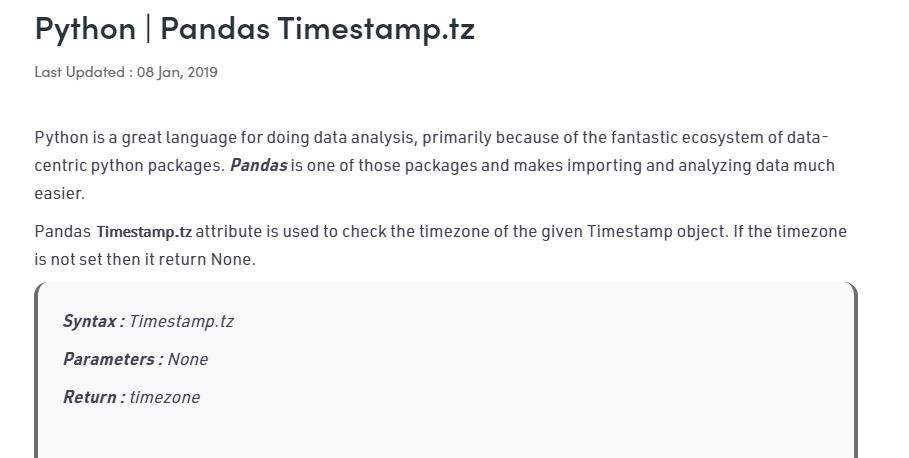 Python | Pandas Timestamp.tz
Last Updated : 08 Jan, 2019
Python is a great language for doing data analysis, primarily because of the fantastic ecosystem of data-
centric python packages. Pandas is one of those packages and makes importing and analyzing data much
easier.
Pandas Timestamp.tz attribute is used to check the timezone of the given Timestamp object. If the timezone
is not set then it return None.
Syntax : Timestamp.tz
Parameters : None
Return : timezone